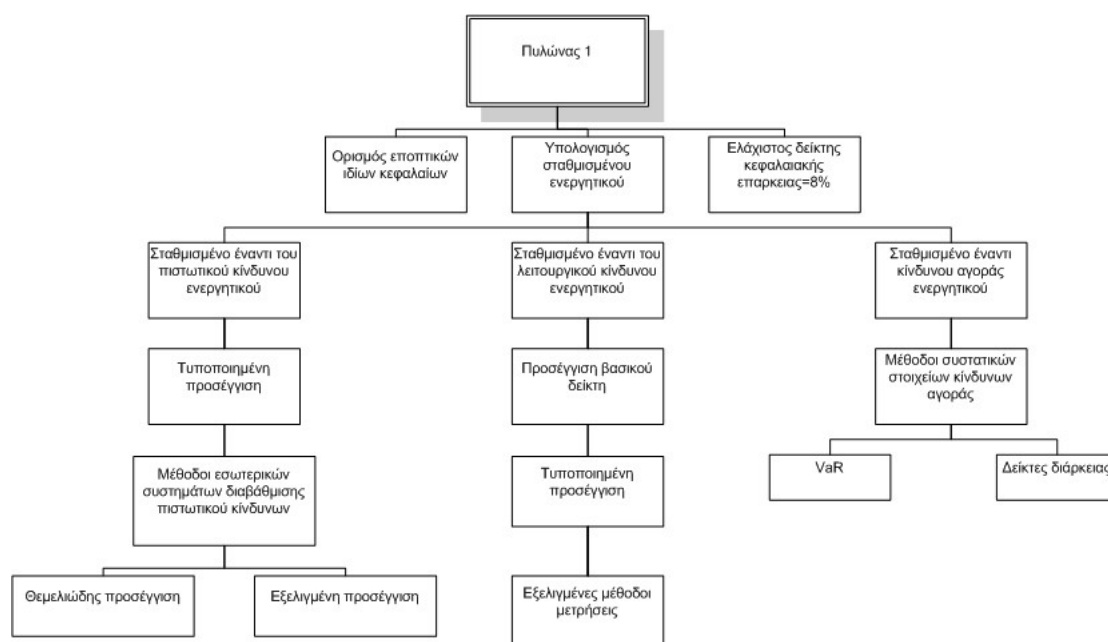 Πυλώνας 1
Ορισμός εποπτικών
ιδίων κεφαλαίων
Υπολογισμός
σταθμισμένου
ενεργητικού
Ελάχιστος δείκτης
κεφαλαιακής
επαρκειας=8%
Σταθμισμένο έναντι του
πιστωτικού κίνδυνου
ενεργητικού
Σταθμισμένο έναντι του
λειτουργικού κίνδυνου
ενεργητικού
Σταθμισμένο έναντι
κίνδυνου αγοράς
ενεργητικού
Τυποποιημένη
προσέγγιση
Προσέγγιση βασικού
δείκτη
Μέθοδοι συστατικών
στοιχείων κίνδυνων
αγοράς
Μέθοδοι εσωτερικών
συστημάτων διαβάθμισης
πιστωτικού κίνδυνων
Τυποποιημένη
προσέγγιση
VaR
Δείκτες διάρκειας
Θεμελιώδης προσέγγιση
Εξελιγμένη προσέγγιση
Εξελιγμένες μέθοδοι
μετρήσεις